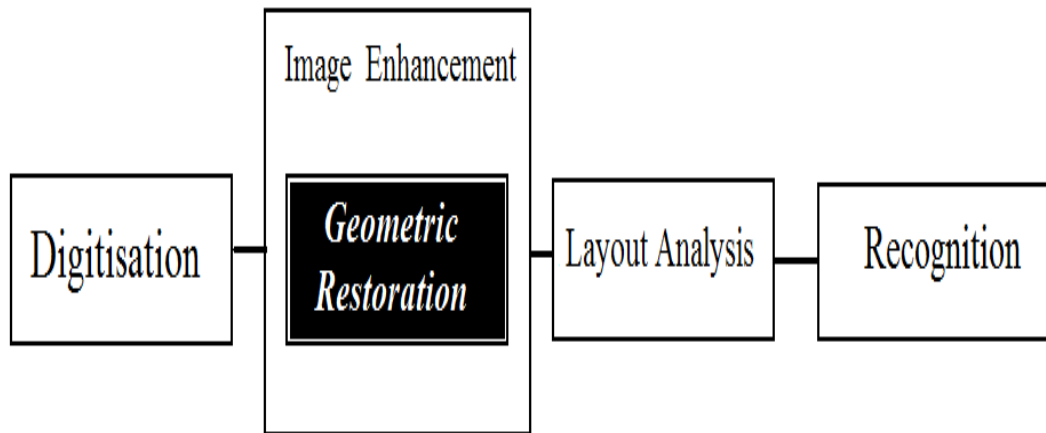 Image Enhancement
Digitisation
Geometric
Restoration
Layout Analysis
Recognition